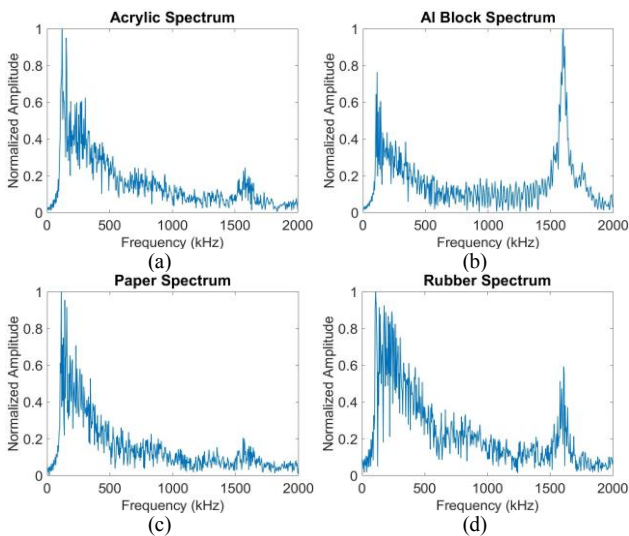 Acrylic Spectrum
Normalized Amplitude
1
0.8
0.6
0.4
0.2
0
0 500 1000 1500 2000
Frequency (kHz)
(a)
Al Block Spectrum
Normalized Amplitude
1
0.8
0.6
0.4
0.2
0
0 500 1000 1500 2000
Frequency (kHz)
(b)
Paper Spectrum
Normalized Amplitude
1
0.8
0.6
0.4
0.2
0
0 500 1000 1500 2000
Frequency (kHz)
(c)
Rubber Spectrum
Normalized Amplitude
1
0.8
0.6
0.4
0.2
0
0 500 1000 1500 2000
Frequency (kHz)
(d)